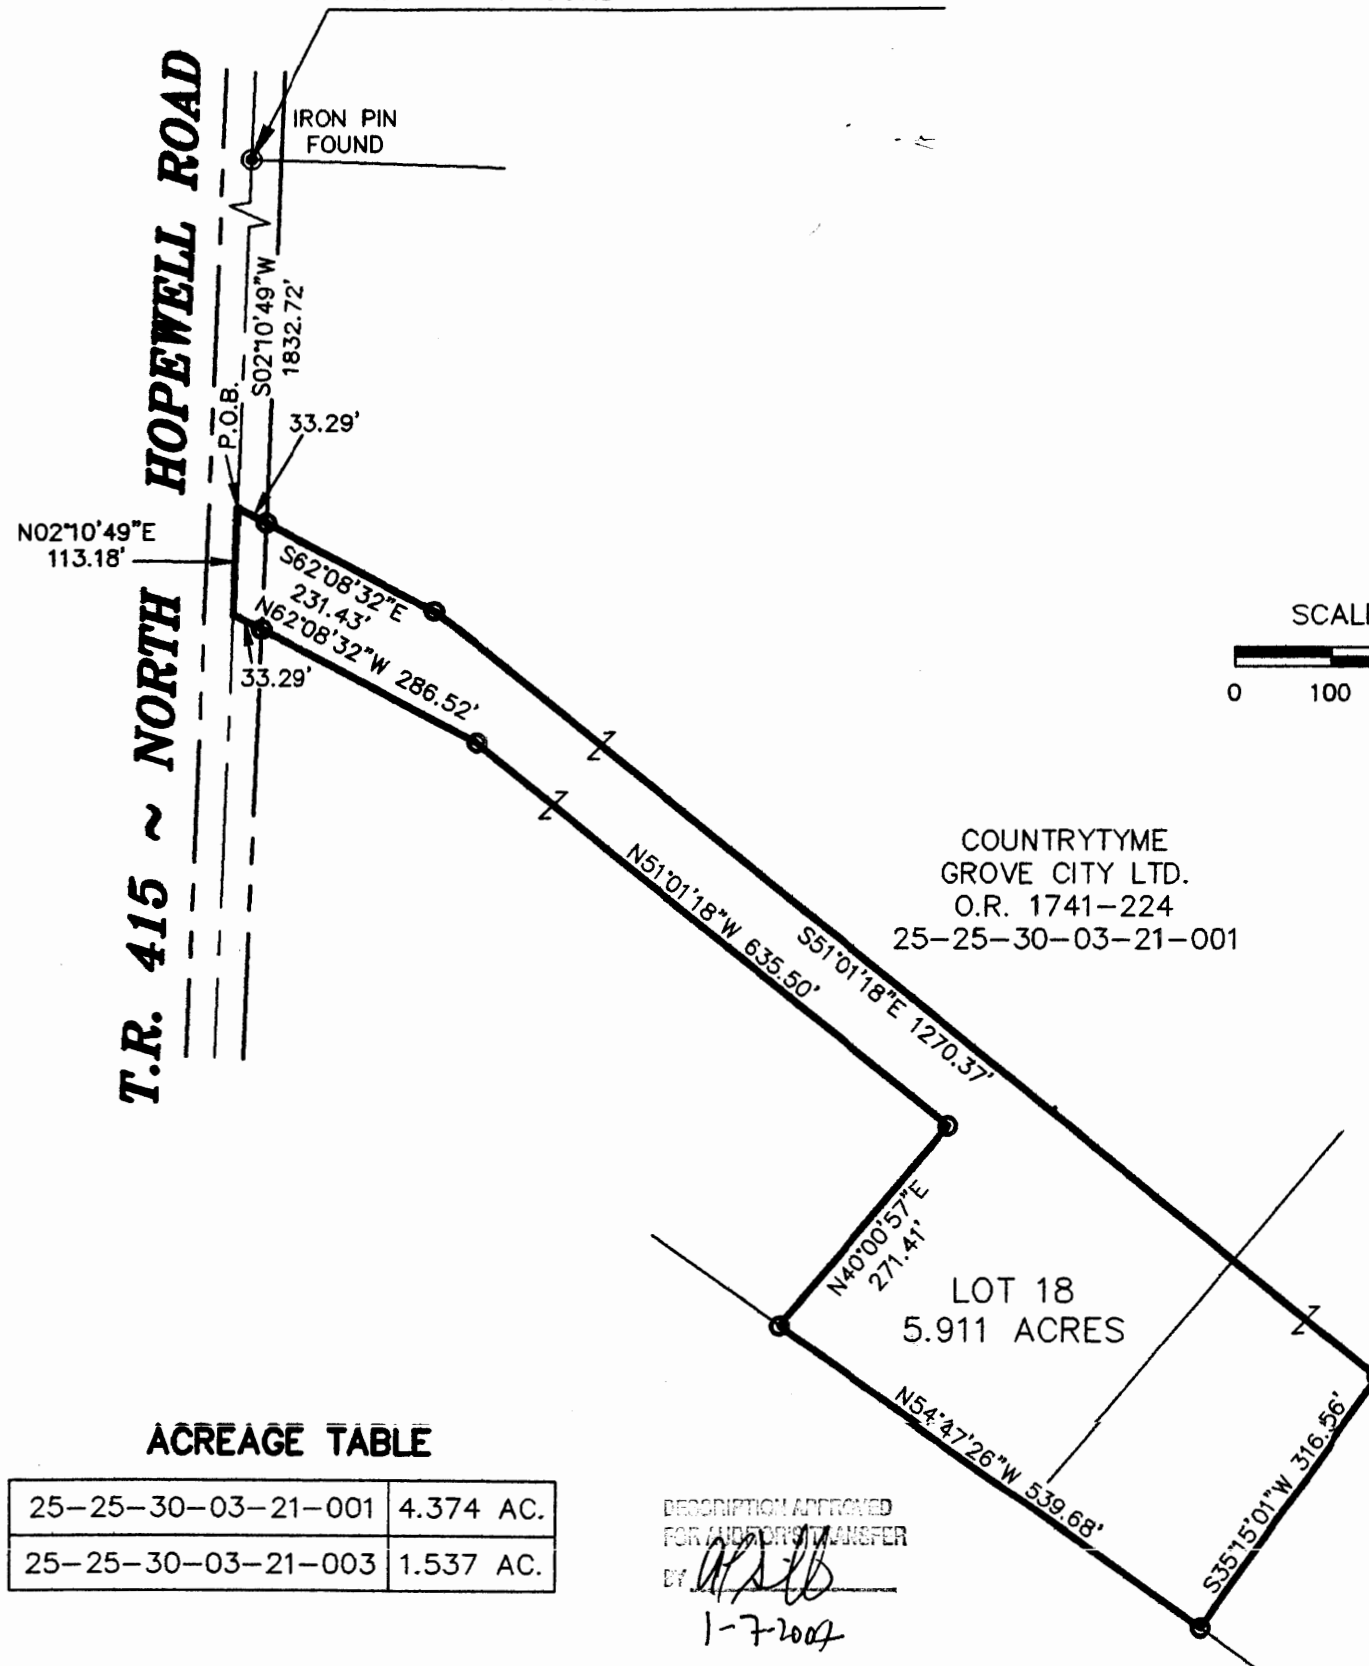 IRON PIN
FOUND
T.R. 415 ~ NORTH HOPEWELL ROAD
S02°10'49"W
1832.72'
P.O.B.
33.29'
N02°10'49"E
113.18'
S62°08'32"E
231.43'
N62°08'32"W 286.52'
33.29'
SCALE
0 100
COUNTRYTYME
GROVE CITY LTD.
O.R. 1741-224
25-25-30-03-21-001
N51°01'18"W 635.50'
S51°01'18"E 1270.37'
N40°00'57"E
271.41'
LOT 18
5.911 ACRES
N54°47'26"W 539.68'
S35°15'01"W 316.56'
ACREAGE TABLE
25-25-30-03-21-001 4.374 AC.
25-25-30-03-21-003 1.537 AC.
DESCRIPTION APPROVED
FOR AUDITOR'S TRANSFER
BY